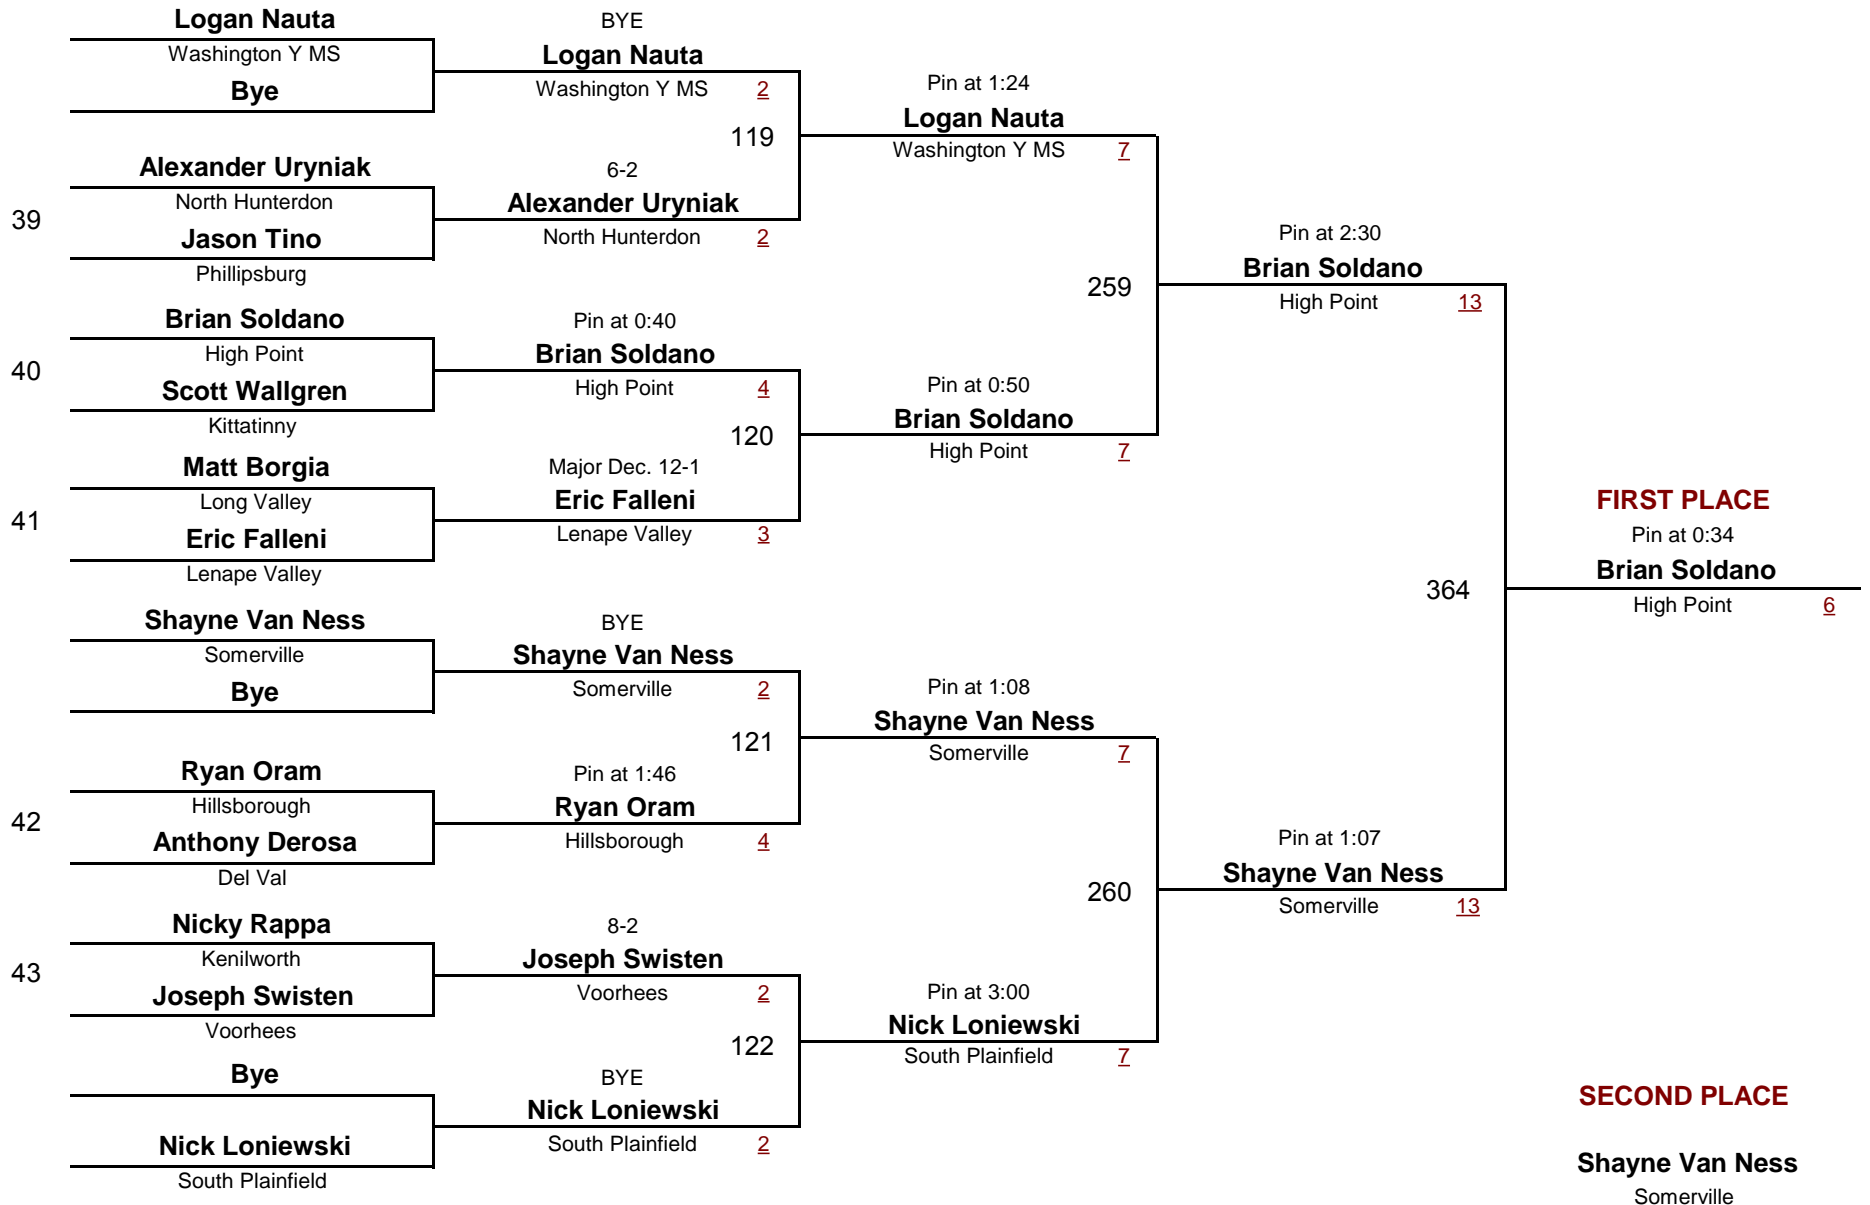 Logan Nauta
Washington Y MS
Bye
39
Alexander Uryniak
North Hunterdon
Jason Tino
Phillipsburg
40
Brian Soldano
High Point
Scott Wallgren
Kittatinny
41
Matt Borgia
Long Valley
Eric Falleni
Lenape Valley
Shayne Van Ness
Somerville
Bye
42
Ryan Oram
Hillsborough
Anthony Derosa
Del Val
43
Nicky Rappa
Kenilworth
Joseph Swisten
Voorhees
Bye
Nick Loniewski
South Plainfield
BYE
Logan Nauta
Washington Y MS 2
119
6-2
Alexander Uryniak
North Hunterdon 2
Pin at 0:40
Brian Soldano
High Point 4
120
Major Dec. 12-1
Eric Falleni
Lenape Valley 3
BYE
Shayne Van Ness
Somerville 2
121
Pin at 1:46
Ryan Oram
Hillsborough 4
8-2
Joseph Swisten
Voorhees 2
122
BYE
Nick Loniewski
South Plainfield 2
Pin at 1:24
Logan Nauta
Washington Y MS 7
259
Pin at 0:50
Brian Soldano
High Point 7
Pin at 1:08
Shayne Van Ness
Somerville 7
260
Pin at 3:00
Nick Loniewski
South Plainfield 7
Pin at 2:30
Brian Soldano
High Point 13
364
Pin at 1:07
Shayne Van Ness
Somerville 13
FIRST PLACE
Pin at 0:34
Brian Soldano
High Point 6
SECOND PLACE
Shayne Van Ness
Somerville